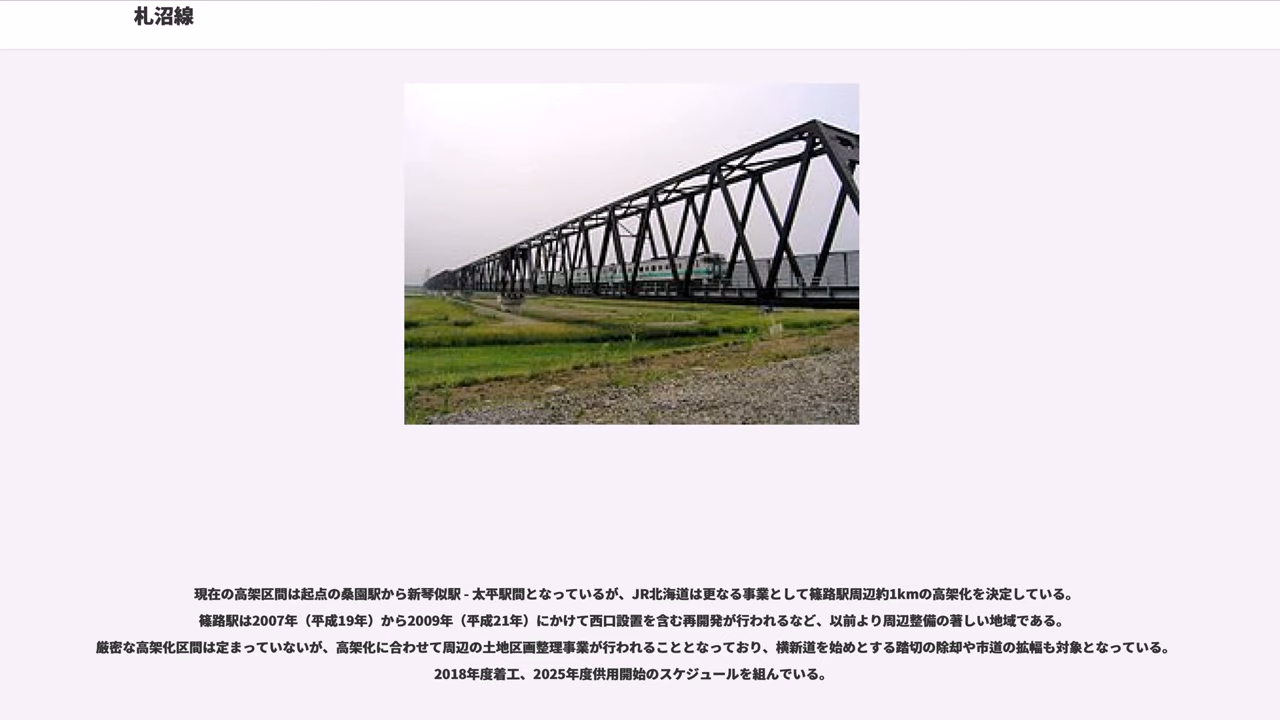 札沼線
現在の高架区間は起点の桑園駅から新琴似駅 - 太平駅間となっているが、JR北海道は更なる事業として篠路駅周辺約1kmの高架化を決定している。
篠路駅は2007年（平成19年）から2009年（平成21年）にかけて西口設置を含む再開発が行われるなど、以前より周辺整備の著しい地域である。
厳密な高架化区間は定まっていないが、高架化に合わせて周辺の土地区画整理事業が行われることとなっており、横新道を始めとする踏切の除却や市道の拡幅も対象となっている。
2018年度着工、2025年度供用開始のスケジュールを組んでいる。